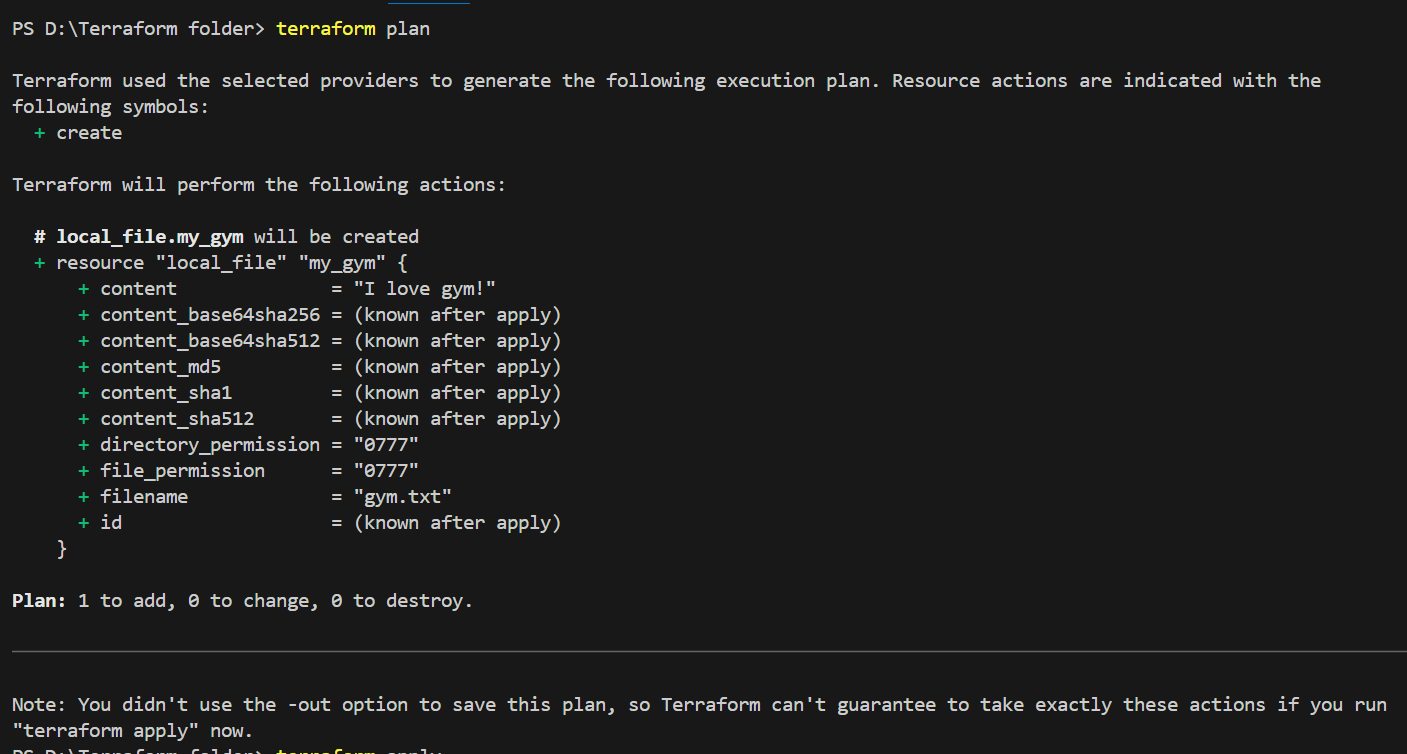 PS D:\Terraform folder> terraform plan
Terraform used the selected providers to generate the following execution plan. Resource actions are indicated with the
following symbols:
  + create
Terraform will perform the following actions:
  # local_file.my_gym will be created
  + resource "local_file" "my_gym" {
      + content              = "I love gym!"
      + content_base64sha256 = (known after apply)
      + content_base64sha512 = (known after apply)
      + content_md5          = (known after apply)
      + content_sha1         = (known after apply)
      + content_sha512       = (known after apply)
      + directory_permission = "0777"
      + file_permission      = "0777"
      + filename             = "gym.txt"
      + id                   = (known after apply)
    }
Plan: 1 to add, 0 to change, 0 to destroy.
Note: You didn't use the -out option to save this plan, so Terraform can't guarantee to take exactly these actions if you run
"terraform apply" now.
PS D:\Terraform folder> terraform apply